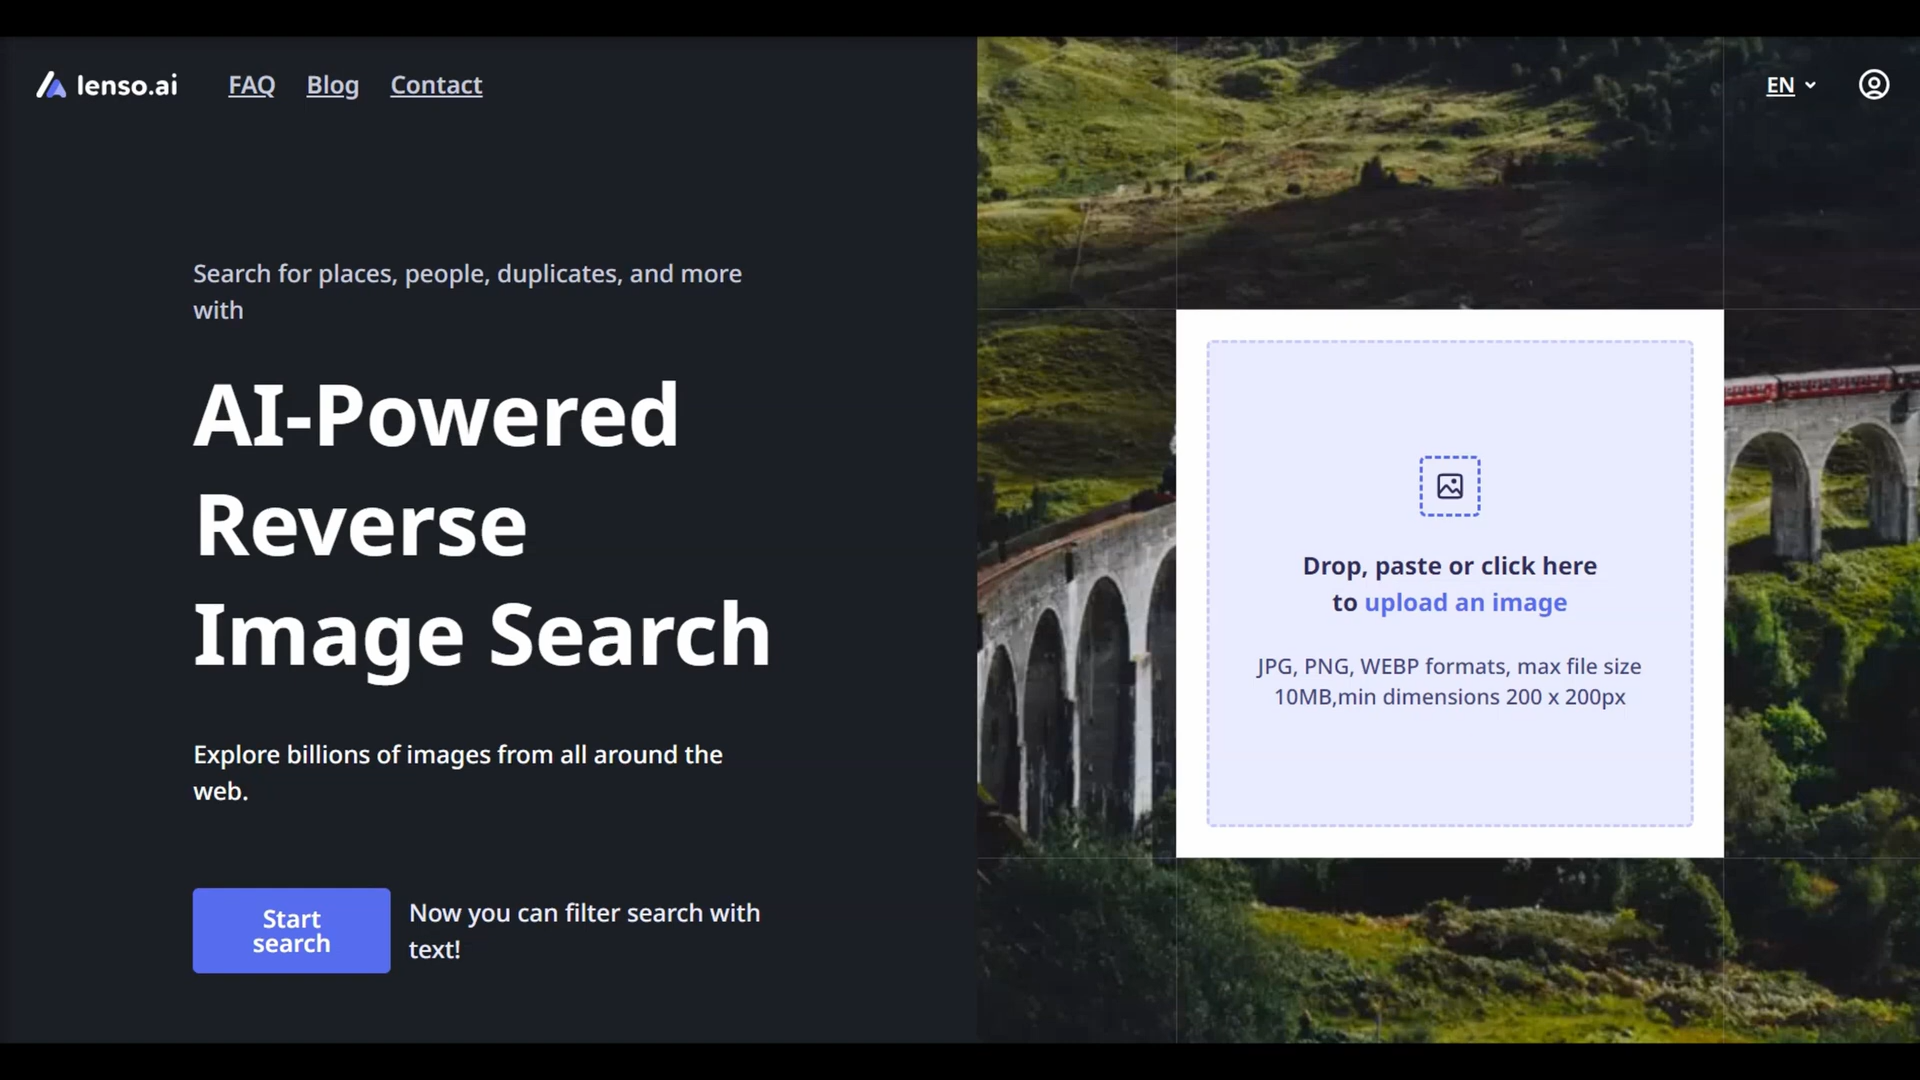 lenso.ai FAQ Blog Contact EN
Search for places, people, duplicates, and more
with
AI-Powered
Reverse
Image Search
Explore billions of images from all around the
web.
Start
search
Now you can filter search with
text!
Drop, paste or click here
to upload an image
JPG, PNG, WEBP formats, max file size
10MB,min dimensions 200 x 200px